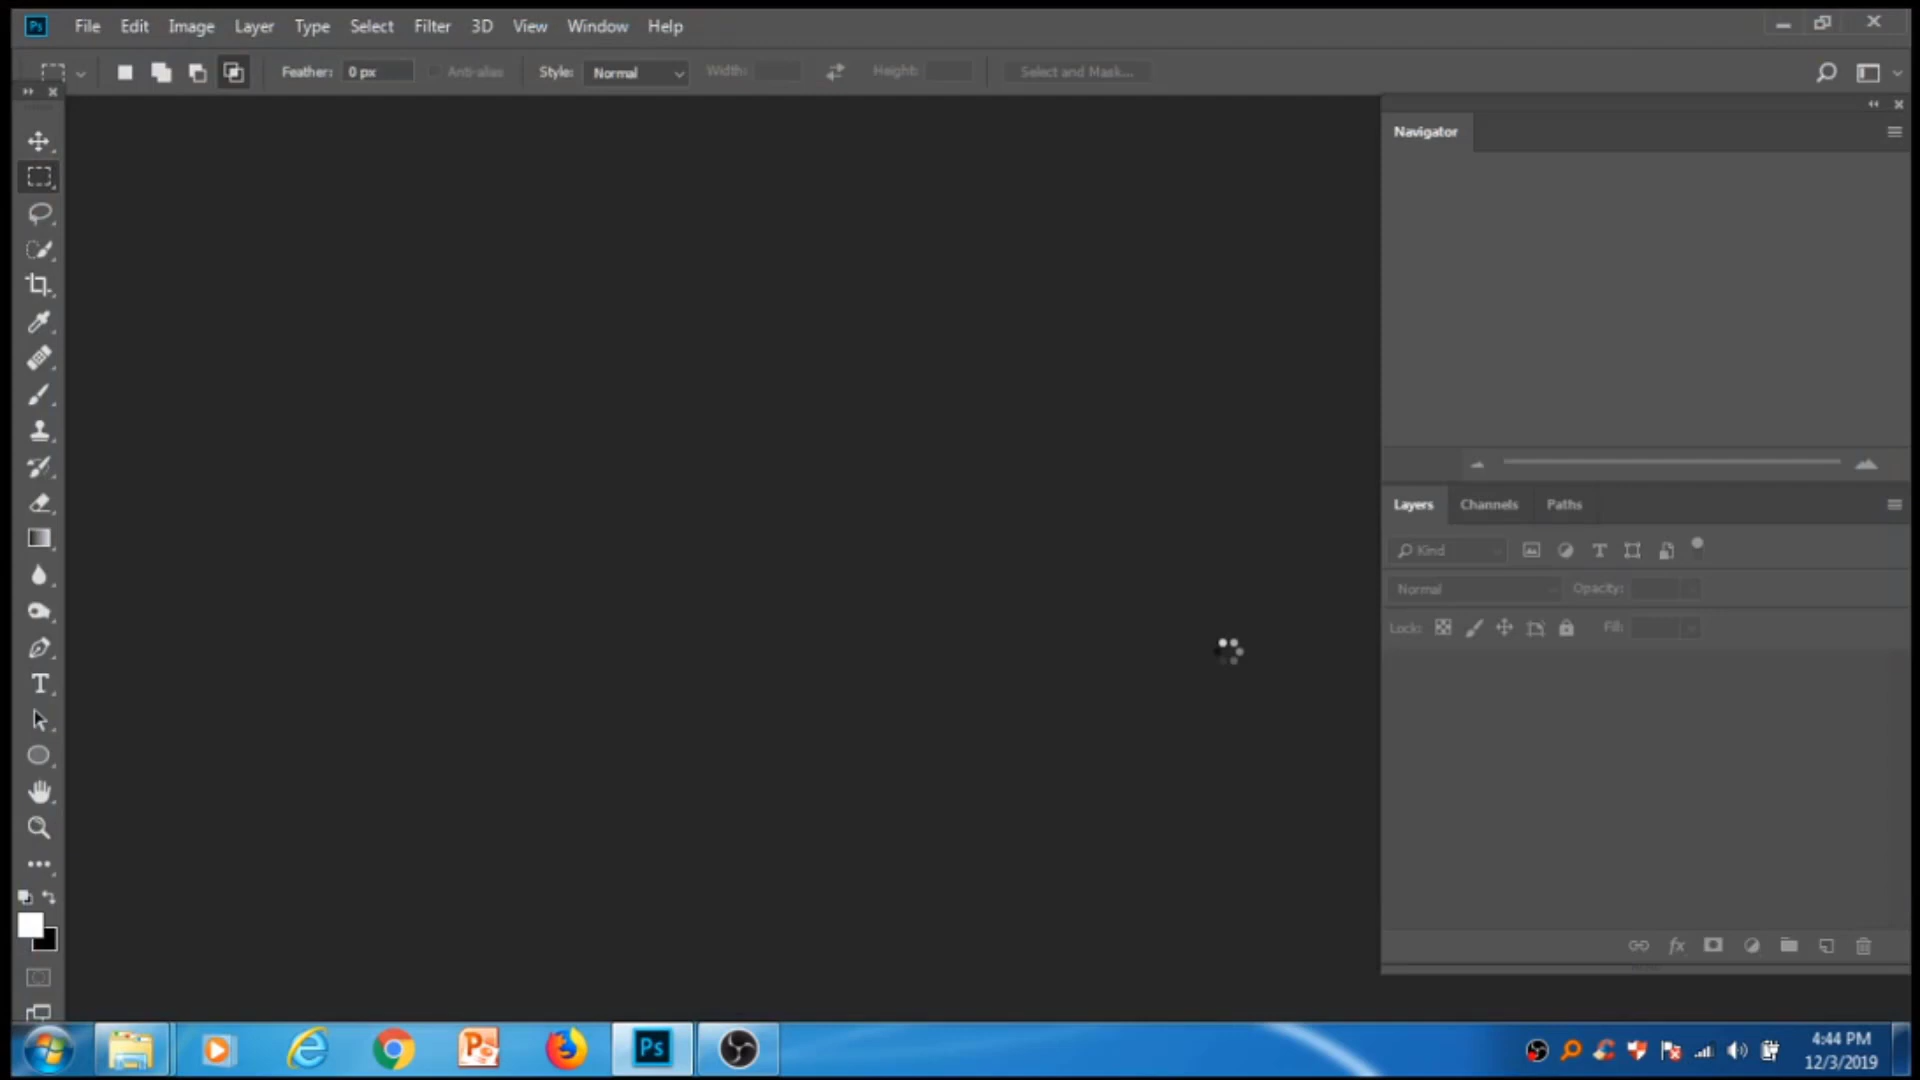 Ps File Edit Image Layer Type Select Filter 3D View Window Help
Feather: 0 px Anti-alias Style: Normal Width: Height: Select and Mask...
Navigator
Layers Channels Paths
Kind
Normal Opacity:
Lock: Fill:
Ps
4:44 PM
12/3/2019